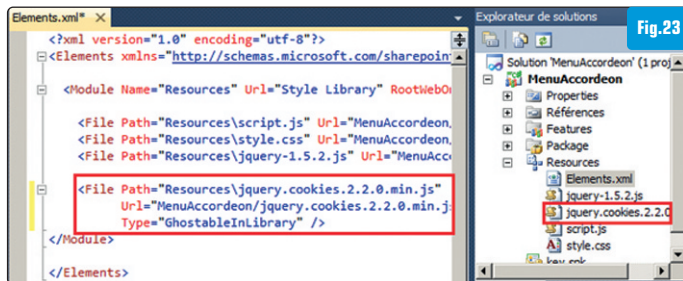 Elements.xml* X
<?xml version="1.0" encoding="utf-8"?>
<Elements xmlns="http://schemas.microsoft.com/sharepoin
<Module Name="Resources" Url="Style Library" RootWebO
<File Path="Resources\script.js" Url="MenuAccordeon
<File Path="Resources\style.css" Url="MenuAccordeon
<File Path="Resources\jquery-1.5.2.js" Url="MenuAcc
<File Path="Resources\jquery.cookies.2.2.0.min.js"
Url="MenuAccordeon/jquery.cookies.2.2.0.min.j
Type="GhostableInLibrary" />
</Module>
</Elements>
Explorateur de solutions
Fig.23
Solution 'MenuAccordeon' (1 proj
MenuAccordeon
Properties
Références
Features
Package
Resources
Elements.xml
jquery-1.5.2.js
jquery.cookies.2.2.0
script.js
style.css